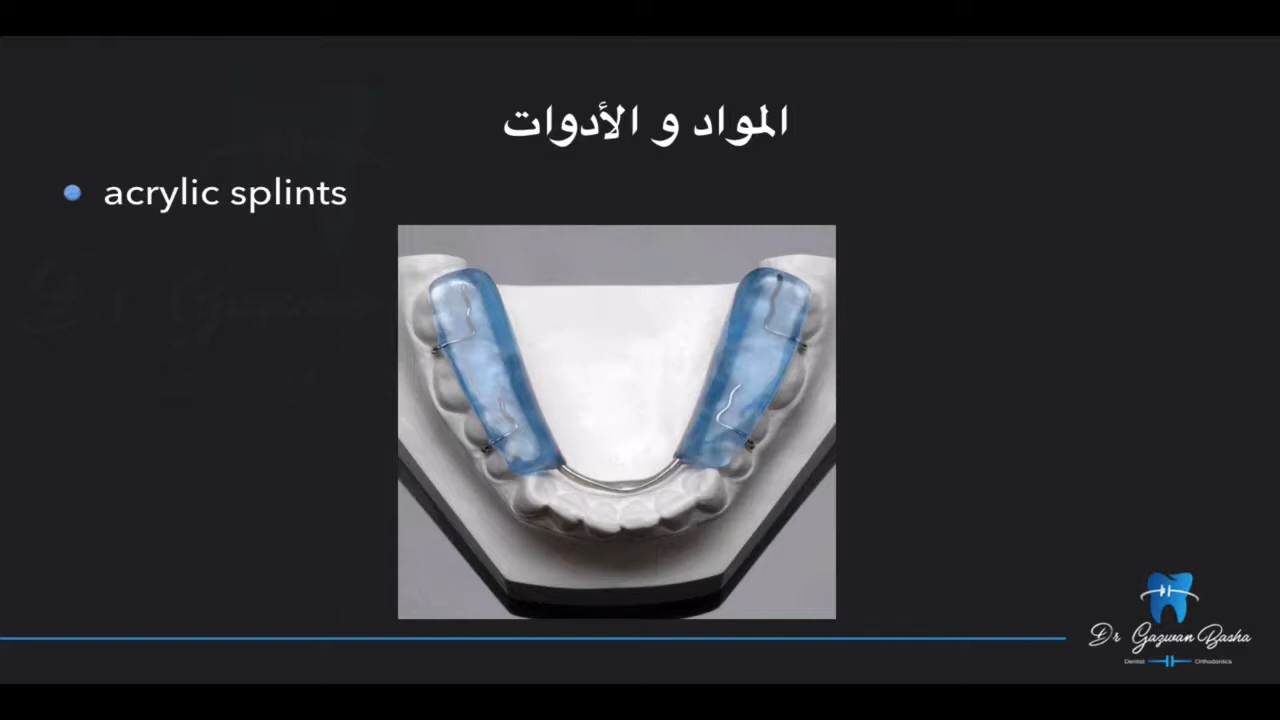 المواد و الأدوات
acrylic splints
Dr Gazwan Basha
Dentist Orthodontics